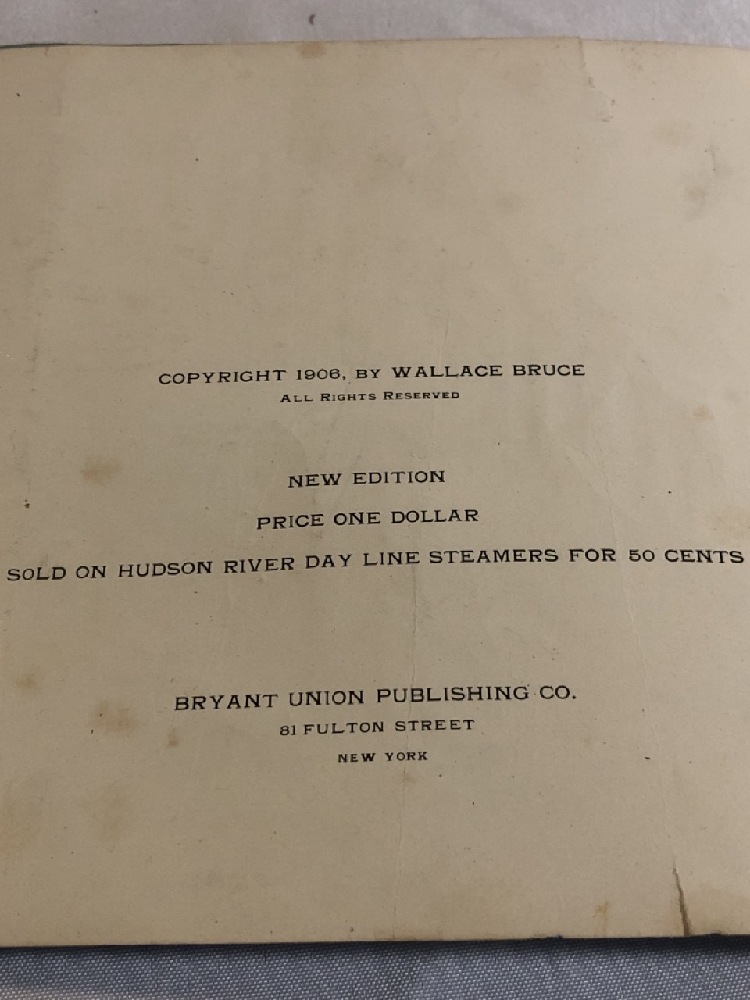 COPYRIGHT 1906, BY WALLACE BRUCE
ALL RIGHTS RESERVED
NEW EDITION
PRICE ONE DOLLAR
SOLD ON HUDSON RIVER DAY LINE STEAMERS FOR 50 CENTS
BRYANT UNION PUBLISHING CO.
81 FULTON STREET
NEW YORK